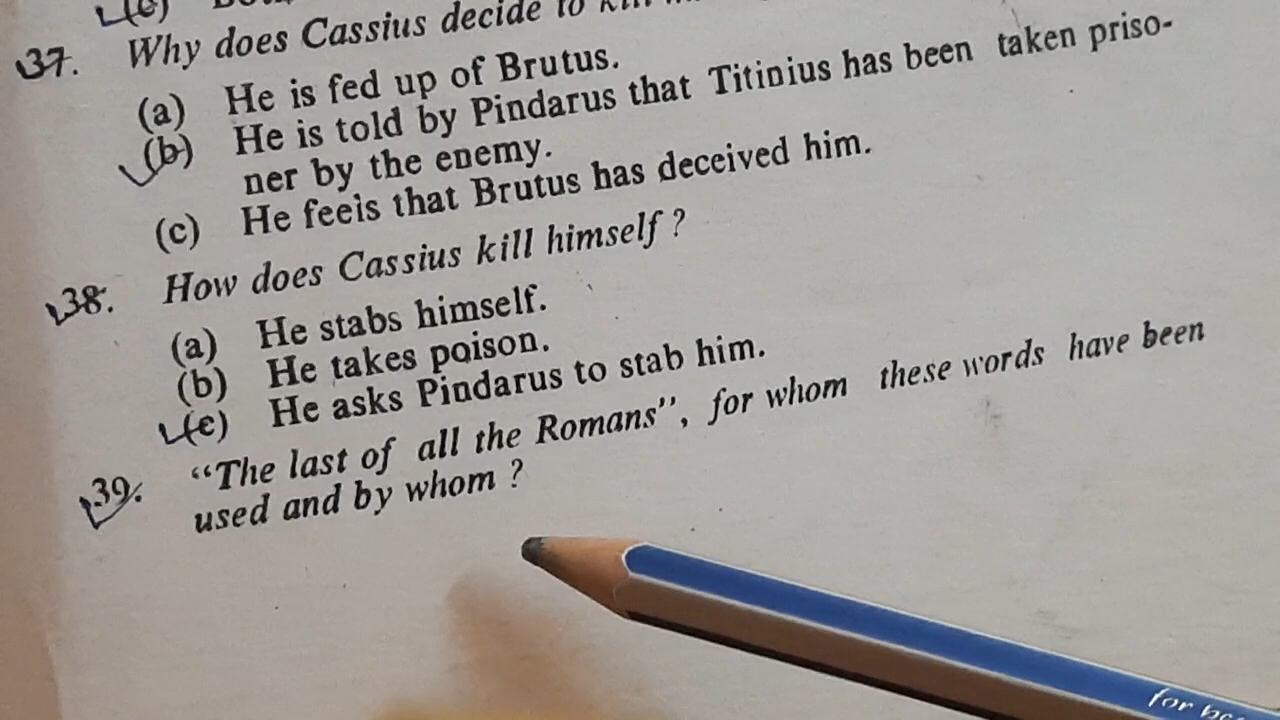 37. Why does Cassius decide to
(a) He is fed up of Brutus.
(b) He is told by Pindarus that Titinius has been taken priso-
ner by the enemy.
(c) He feels that Brutus has deceived him.
38. How does Cassius kill himself ?
(a) He stabs himself.
(b) He takes poison.
(c) He asks Pindarus to stab him.
39. “The last of all the Romans”, for whom these words have been
used and by whom ?
for